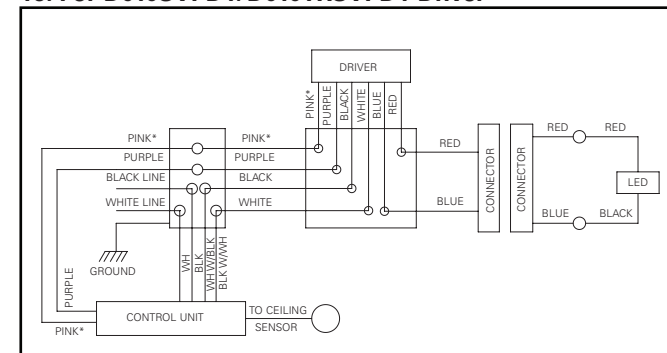 DRIVER
PINK*
PURPLE
BLACK
WHITE
BLUE
RED
PINK*
PINK*
PURPLE
PURPLE
BLACK LINE
BLACK
WHITE LINE
WHITE
RED
BLUE
CONNECTOR
CONNECTOR
RED
RED
LED
BLUE
BLACK
GROUND
WH
BLK
WH W/BLK
BLK W/WH
PURPLE
PINK*
CONTROL UNIT
TO CEILING
SENSOR